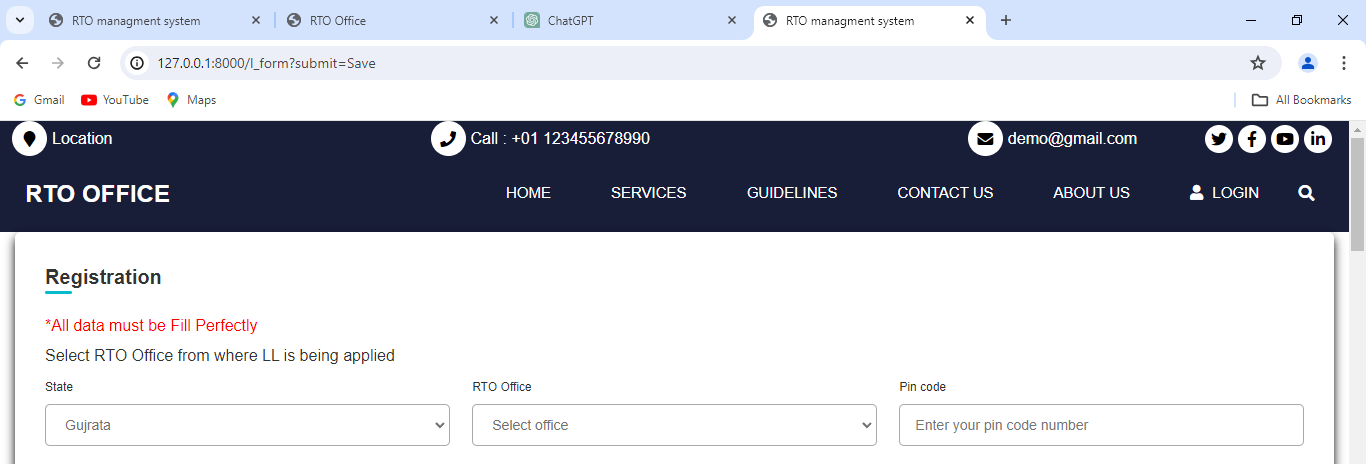 RTO managment system
RTO Office
ChatGPT
RTO managment system
127.0.0.1:8000/l_form?submit=Save
Gmail
YouTube
Maps
All Bookmarks
Location
Call : +01 123455678990
demo@gmail.com
RTO OFFICE
HOME
SERVICES
GUIDELINES
CONTACT US
ABOUT US
LOGIN
Registration
*All data must be Fill Perfectly
Select RTO Office from where LL is being applied
State
RTO Office
Pin code
Gujrata
Select office
Enter your pin code number